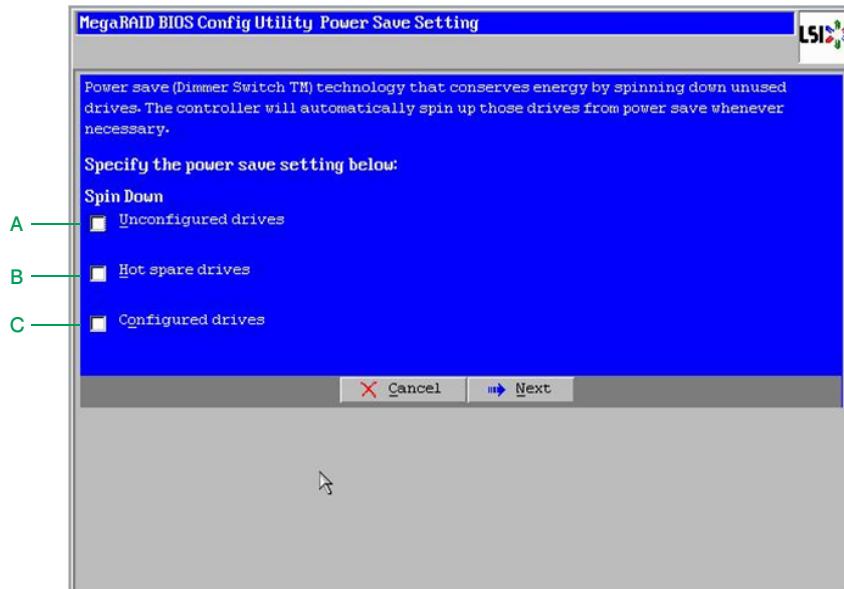 MegaRAID BIOS Config Utility Power Save Setting
LSI
Power save (Dimmer Switch TM) technology that conserves energy by spinning down unused
drives. The controller will automatically spin up those drives from power save whenever
necessary.
Specify the power save setting below:
Spin Down
A
Unconfigured drives
B
Hot spare drives
C
Configured drives
Cancel
Next